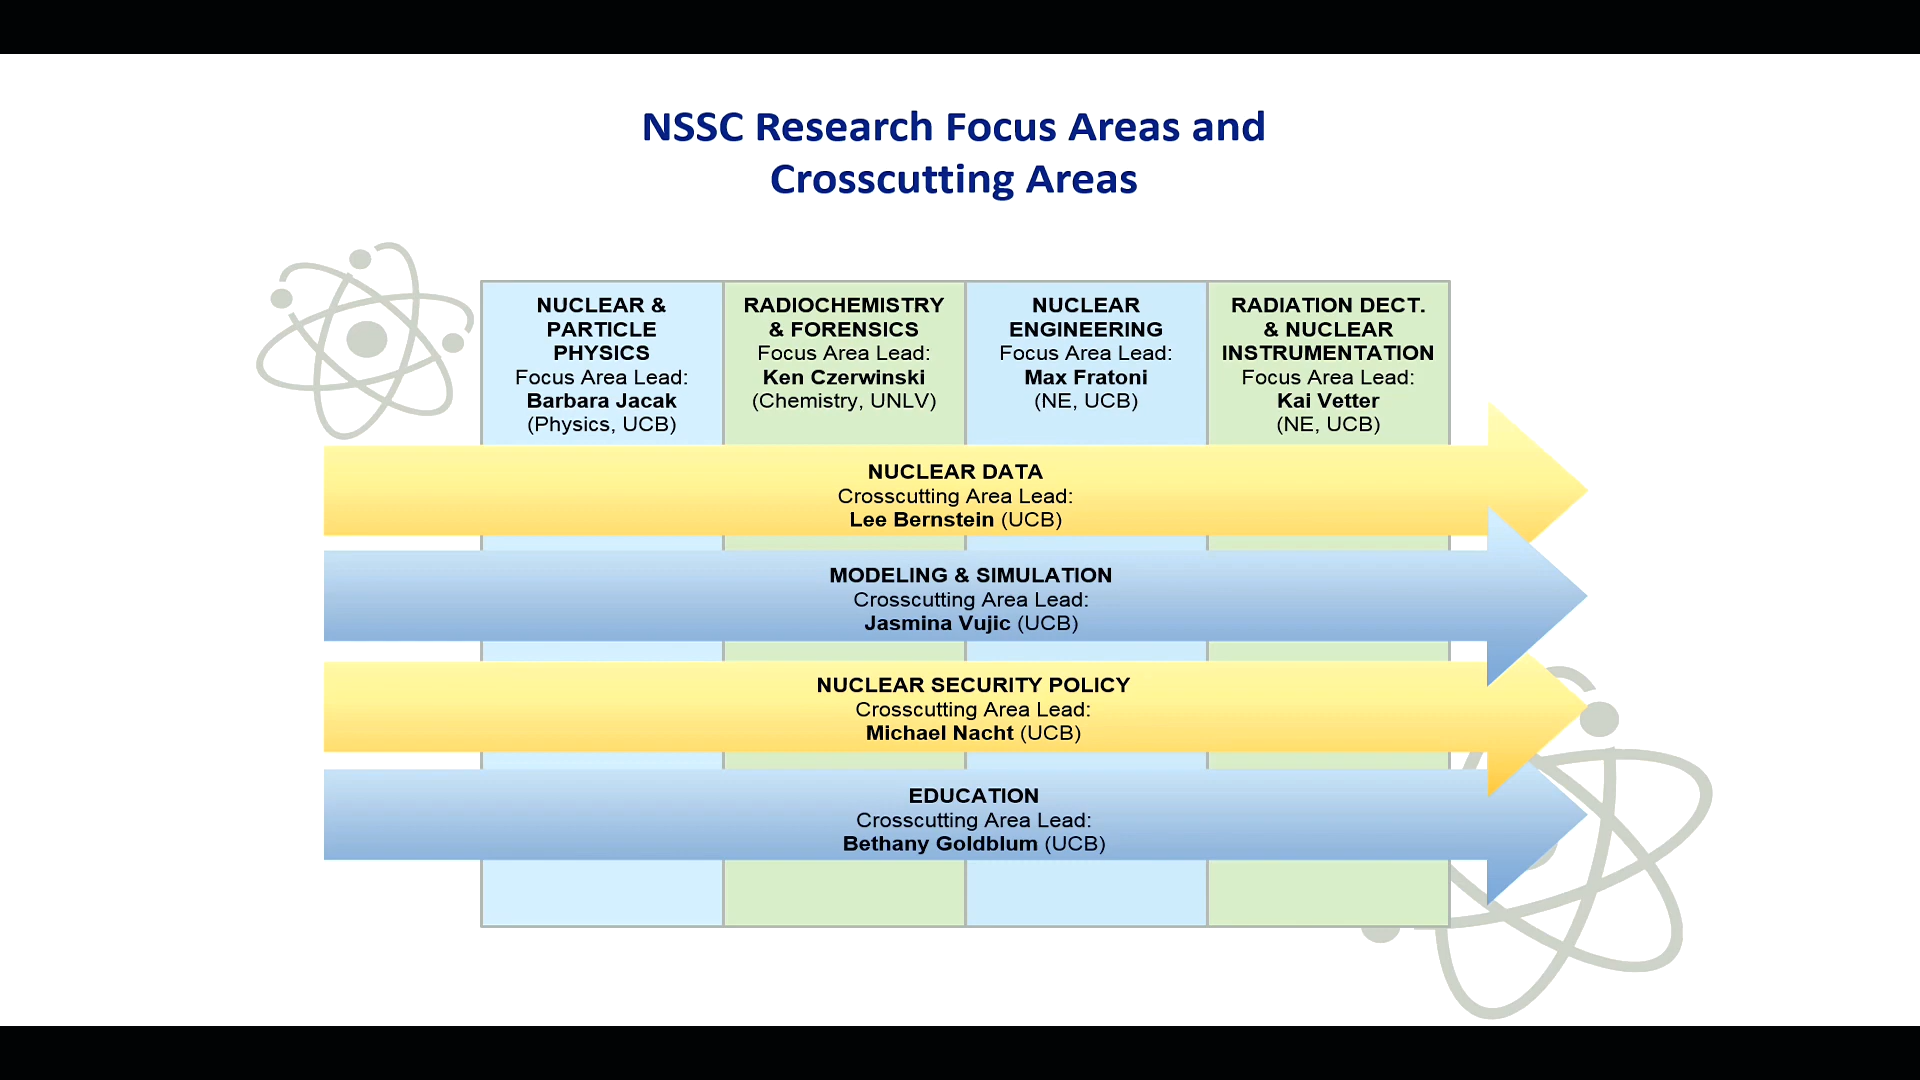 NSSC Research Focus Areas and
Crosscutting Areas
NUCLEAR &
PARTICLE
PHYSICS
Focus Area Lead:
Barbara Jacak
(Physics, UCB)
RADIOCHEMISTRY
& FORENSICS
Focus Area Lead:
Ken Czerwinski
(Chemistry, UNLV)
NUCLEAR
ENGINEERING
Focus Area Lead:
Max Fratoni
(NE, UCB)
RADIATION DECT.
& NUCLEAR
INSTRUMENTATION
Focus Area Lead:
Kai Vetter
(NE, UCB)
NUCLEAR DATA
Crosscutting Area Lead:
Lee Bernstein (UCB)
MODELING & SIMULATION
Crosscutting Area Lead:
Jasmina Vujic (UCB)
NUCLEAR SECURITY POLICY
Crosscutting Area Lead:
Michael Nacht (UCB)
EDUCATION
Crosscutting Area Lead:
Bethany Goldblum (UCB)